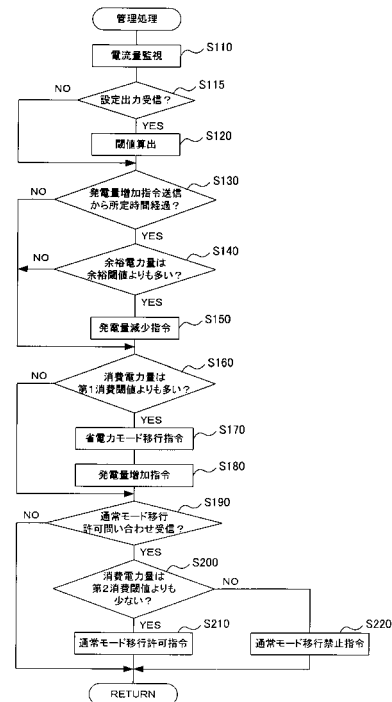 管理処理
電流量監視
S110
設定出力受信？
S115
NO
YES
閾値算出
S120
発電量増加指令送信
から所定時間経過？
S130
NO
YES
余裕電力量は
余裕閾値よりも多い？
S140
NO
YES
発電量減少指令
S150
消費電力量は
第1消費閾値よりも多い？
S160
NO
YES
省電力モード移行指令
S170
発電量増加指令
S180
通常モード移行
許可問い合わせ受信？
S190
NO
YES
消費電力量は
第2消費閾値よりも
少ない？
S200
NO
YES
通常モード移行許可指令
S210
通常モード移行禁止指令
S220
RETURN